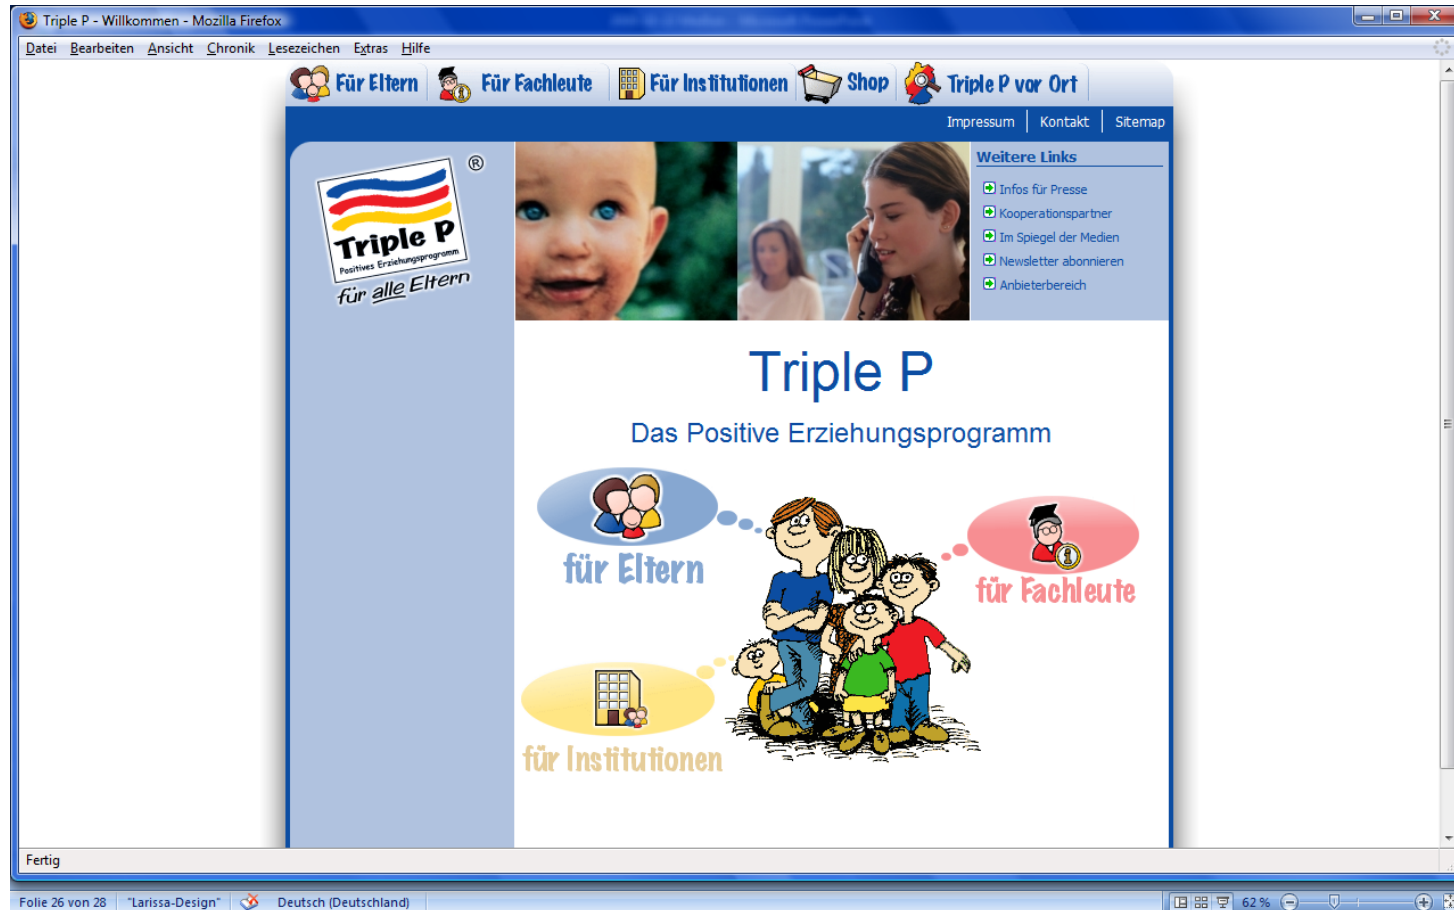 Triple P - Willkommen - Mozilla Firefox
Datei Bearbeiten Ansicht Chronik Lesezeichen Extras Hilfe
Für Eltern Für Fachleute Für Institutionen Shop Triple P vor Ort
Impressum Kontakt Sitemap
®
Triple P
Positives Erziehungsprogramm
für alle Eltern
Weitere Links
Infos für Presse
Kooperationspartner
Im Spiegel der Medien
Newsletter abonnieren
Anbieterbereich
Triple P
Das Positive Erziehungsprogramm
für Eltern
für Fachleute
für Institutionen
Fertig
Folie 26 von 28 "Larissa-Design" Deutsch (Deutschland) 62 %